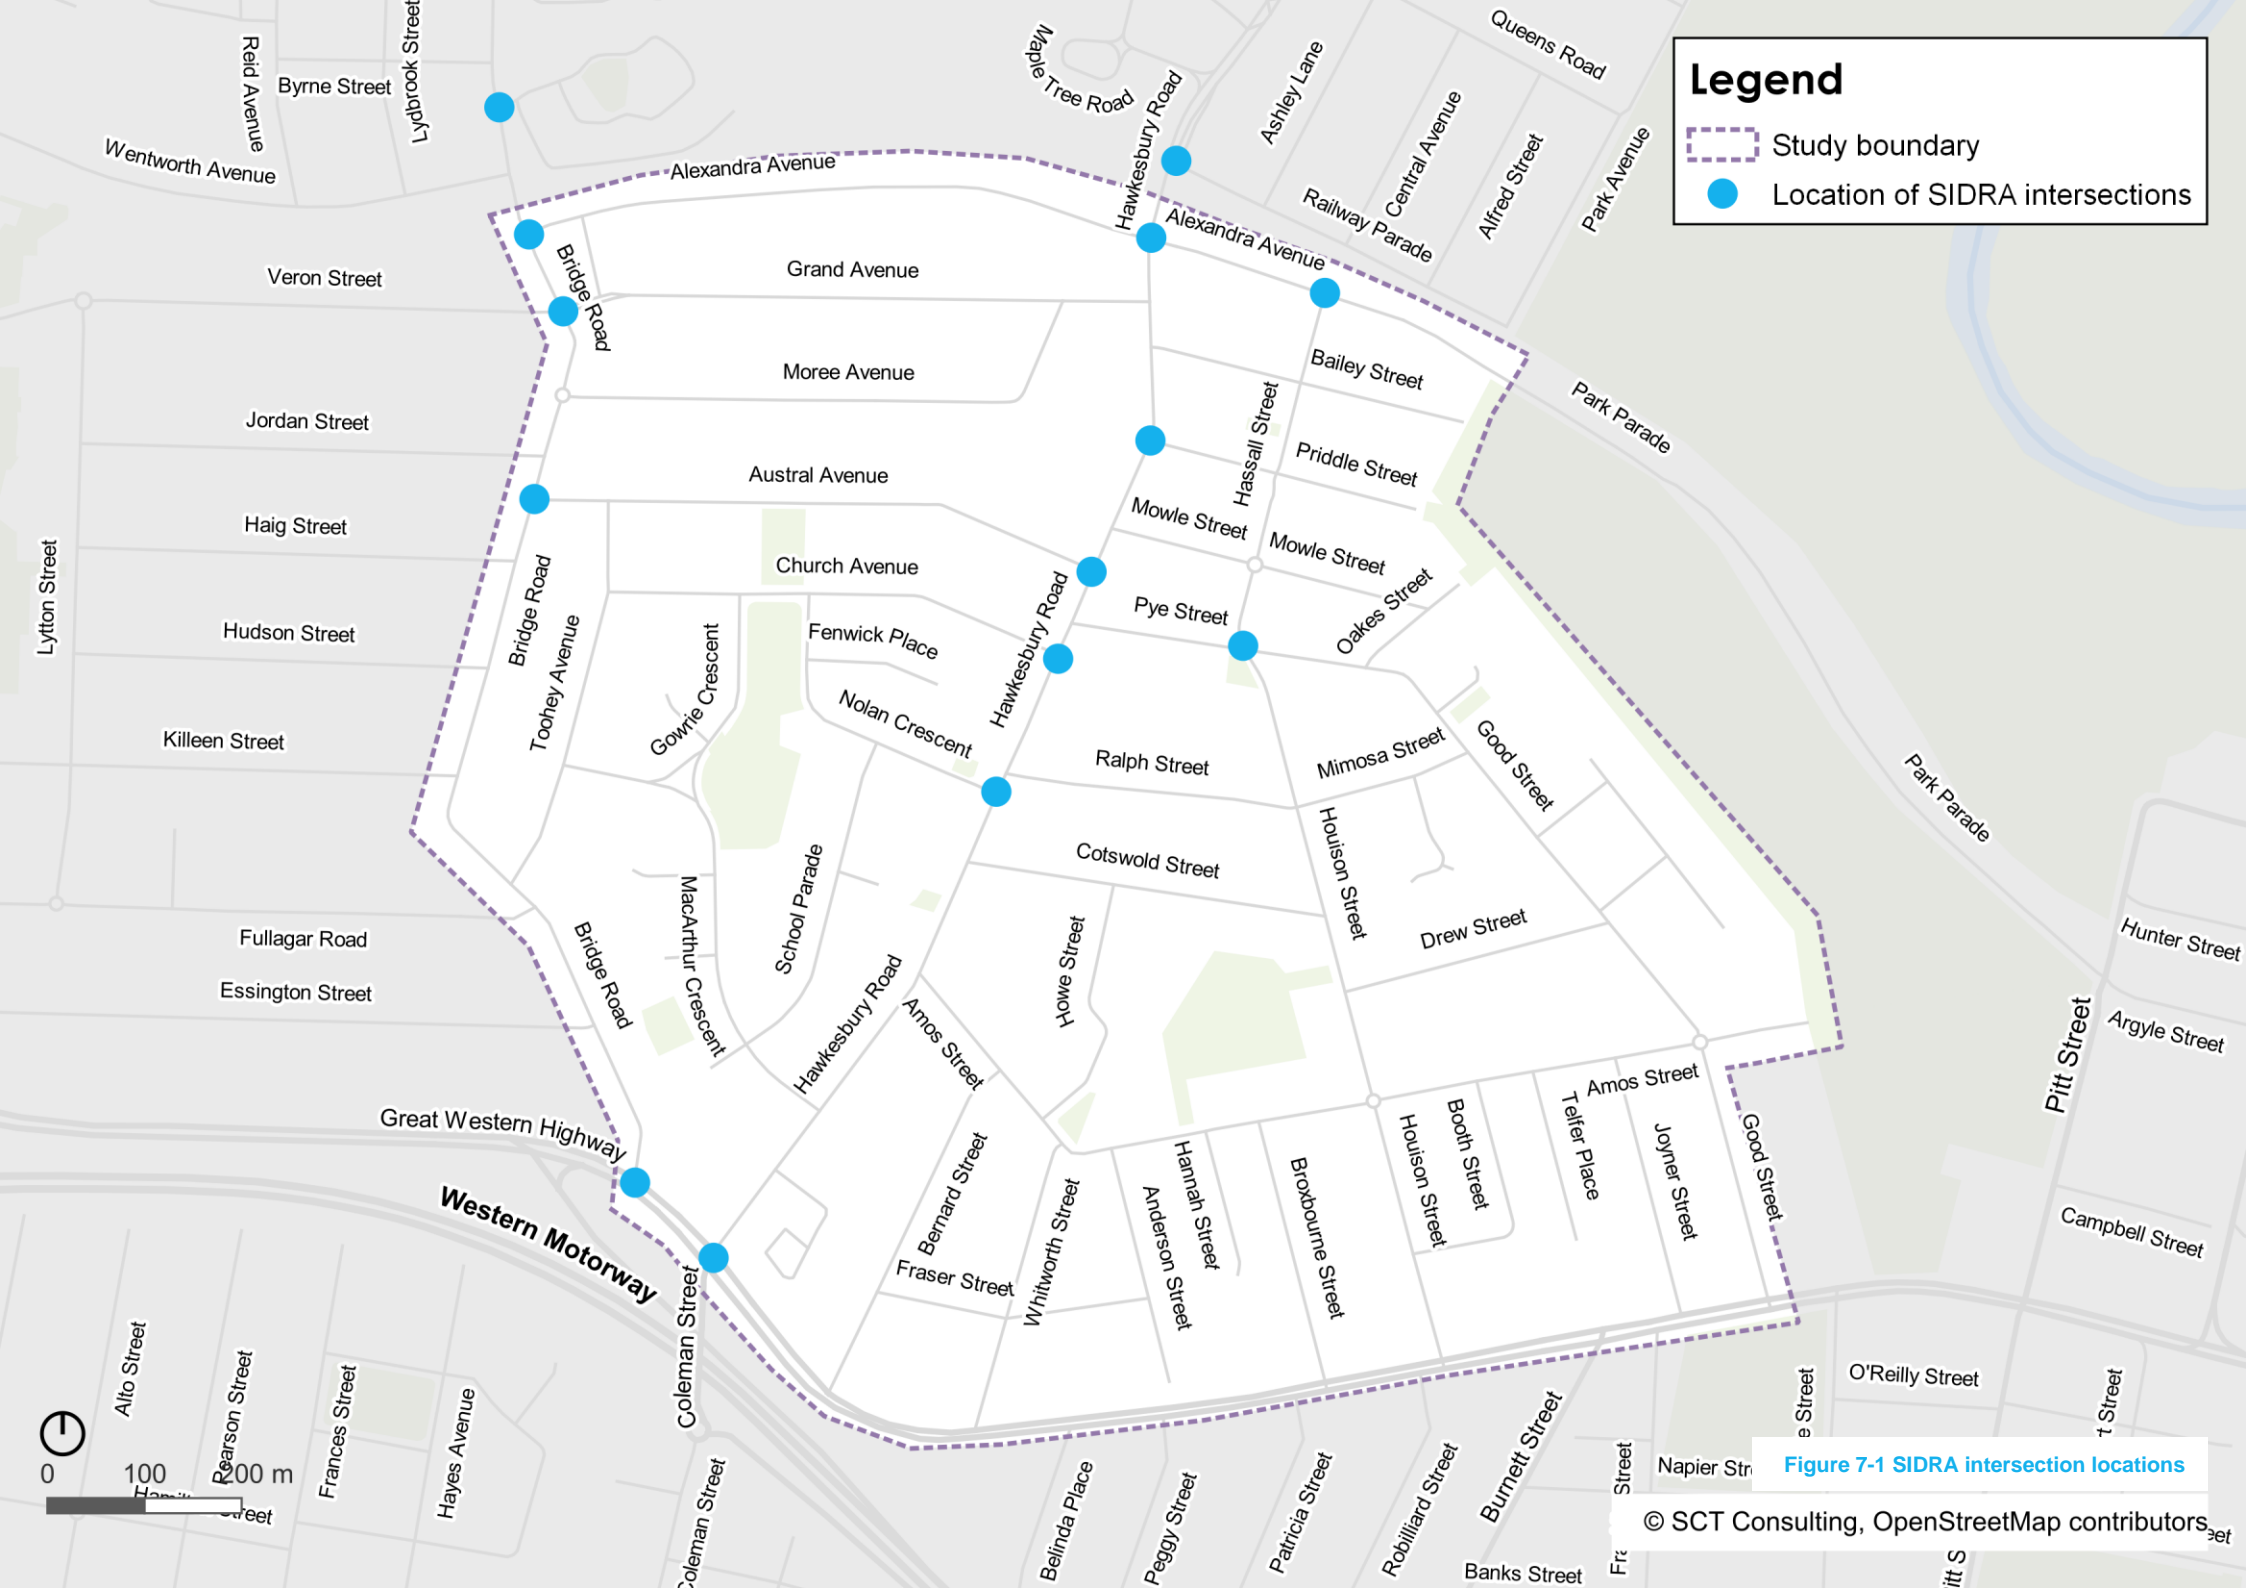 Reid Avenue
Byrne Street
Lydbrook Street
Wentworth Avenue
Alexandra Avenue
Maple Tree Road
Hawkesbury Road
Ashley Lane
Central Avenue
Queens Road
Alfred Street
Park Avenue
Railway Parade
Alexandra Avenue
Legend
Study boundary
Location of SIDRA intersections
Veron Street
Bridge Road
Grand Avenue
Moree Avenue
Bailey Street
Park Parade
Jordan Street
Austral Avenue
Hassall Street
Priddle Street
Haig Street
Mowle Street
Mowle Street
Lytton Street
Church Avenue
Hawkesbury Road
Pye Street
Oakes Street
Hudson Street
Bridge Road
Toohey Avenue
Gowrie Crescent
Fenwick Place
Nolan Crescent
Killeen Street
Ralph Street
Mimosa Street
Good Street
Park Parade
Cotswold Street
Houison Street
School Parade
MacArthur Crescent
Howe Street
Drew Street
Fullagar Road
Bridge Road
Essington Street
Hawkesbury Road
Amos Street
Hunter Street
Argyle Street
Pitt Street
Amos Street
Great Western Highway
Western Motorway
Bernard Street
Whitworth Street
Anderson Street
Hannah Street
Broxbourne Street
Houison Street
Booth Street
Telfer Place
Joyner Street
Good Street
Campbell Street
Fraser Street
Coleman Street
Alto Street
Pearson Street
Frances Street
Hayes Avenue
O'Reilly Street
Burnett Street
Coleman Street
Belinda Place
Peggy Street
Patricia Street
Robilliard Street
Banks Street
Napier
Street
Street
Street
Street
0 100 200 m
Figure 7-1 SIDRA intersection locations
© SCT Consulting, OpenStreetMap contributors